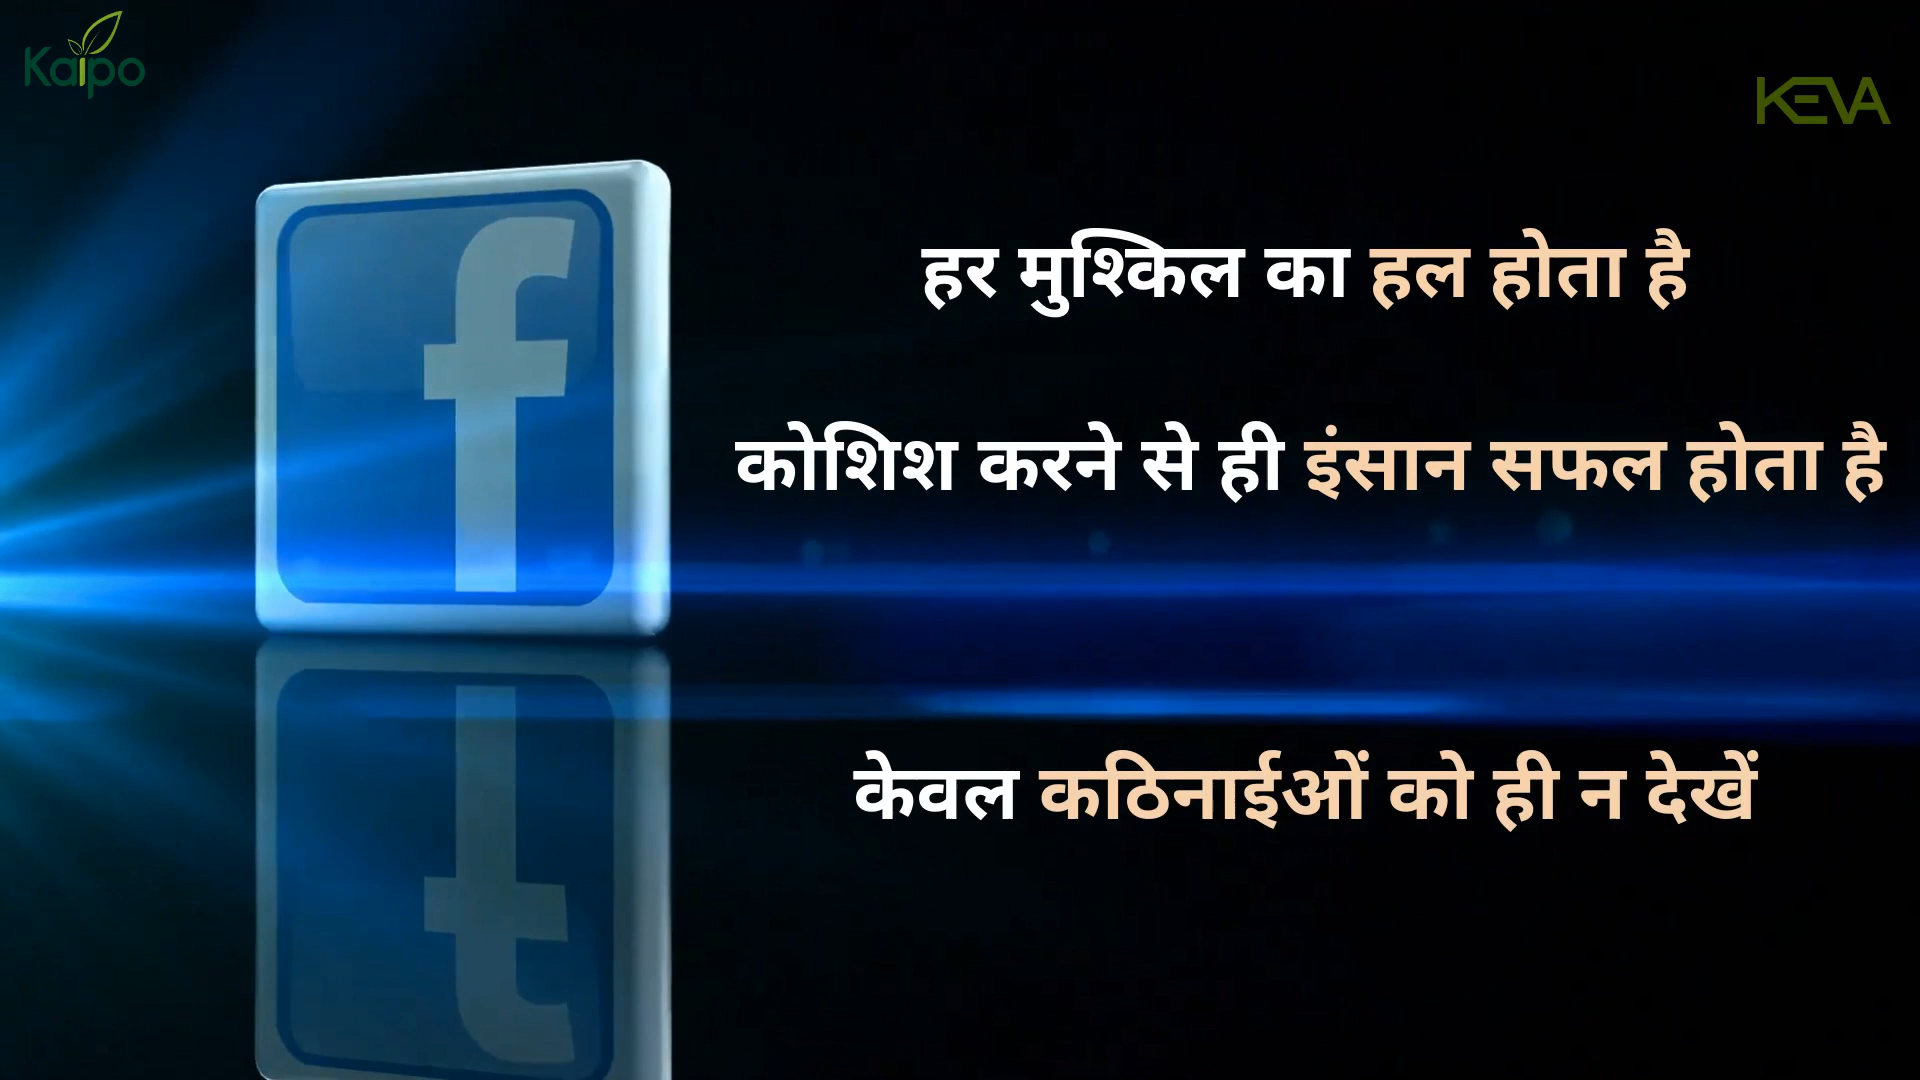 Kaipo
KEVA
हर मुश्किल का हल होता है
कोशिश करने से ही इंसान सफल होता है
केवल कठिनाईओं को ही न देखें
f